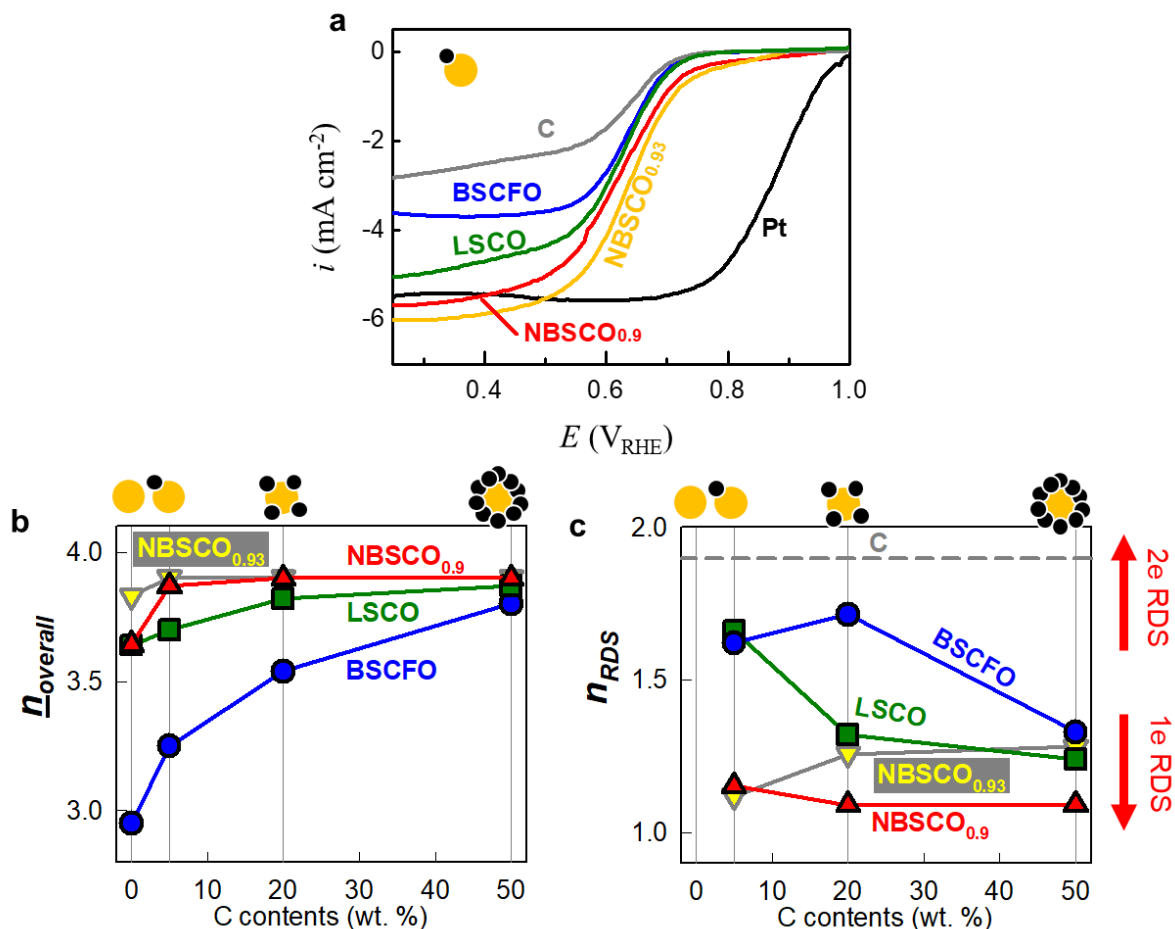 a
0
-2
-4
-6
i (mA cm-2)
C
BSCFO
LSCO
NBSCO0.93
Pt
NBSCO0.9
0.4
0.6
0.8
1.0
E (VRHE)
b
4.0
3.5
3.0
noverall
NBSCO0.93
NBSCO0.9
LSCO
BSCFO
0
10
20
30
40
50
C contents (wt. %)
c
2.0
1.5
1.0
nRDS
C
BSCFO
LSCO
NBSCO0.93
NBSCO0.9
0
10
20
30
40
50
C contents (wt. %)
2e RDS
1e RDS